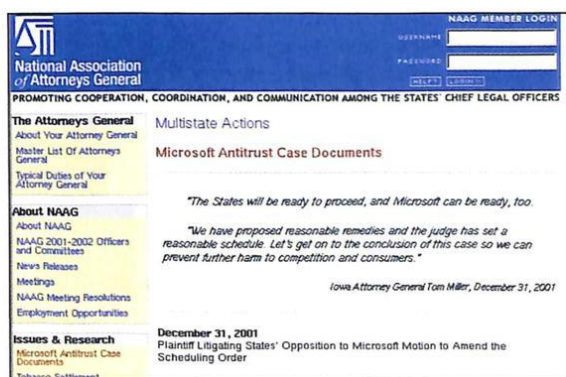 NAAG MEMBER LOGIN
USERNAME
PASSWORD
HELP?
LOGIN
National Association
of Attorneys General
PROMOTING COOPERATION, COORDINATION, AND COMMUNICATION AMONG THE STATES' CHIEF LEGAL OFFICERS
The Attorneys General
About Your Attorney General
Master List Of Attorneys
General
Typical Duties of Your
Attorney General
About NAAG
About NAAG
NAAG 2001-2002 Officers
and Committees
News Releases
Meetings
NAAG Meeting Resolutions
Employment Opportunities
Issues & Research
Microsoft Antitrust Case
Documents
Tobacco Settlement
Multistate Actions
Microsoft Antitrust Case Documents
"The States will be ready to proceed, and Microsoft can be ready, too.
"We have proposed reasonable remedies and the judge has set a
reasonable schedule. Let's get on to the conclusion of this case so we can
prevent further harm to competition and consumers."
Iowa Attorney General Tom Miller, December 31, 2001
December 31, 2001
Plaintiff Litigating States' Opposition to Microsoft Motion to Amend the
Scheduling Order